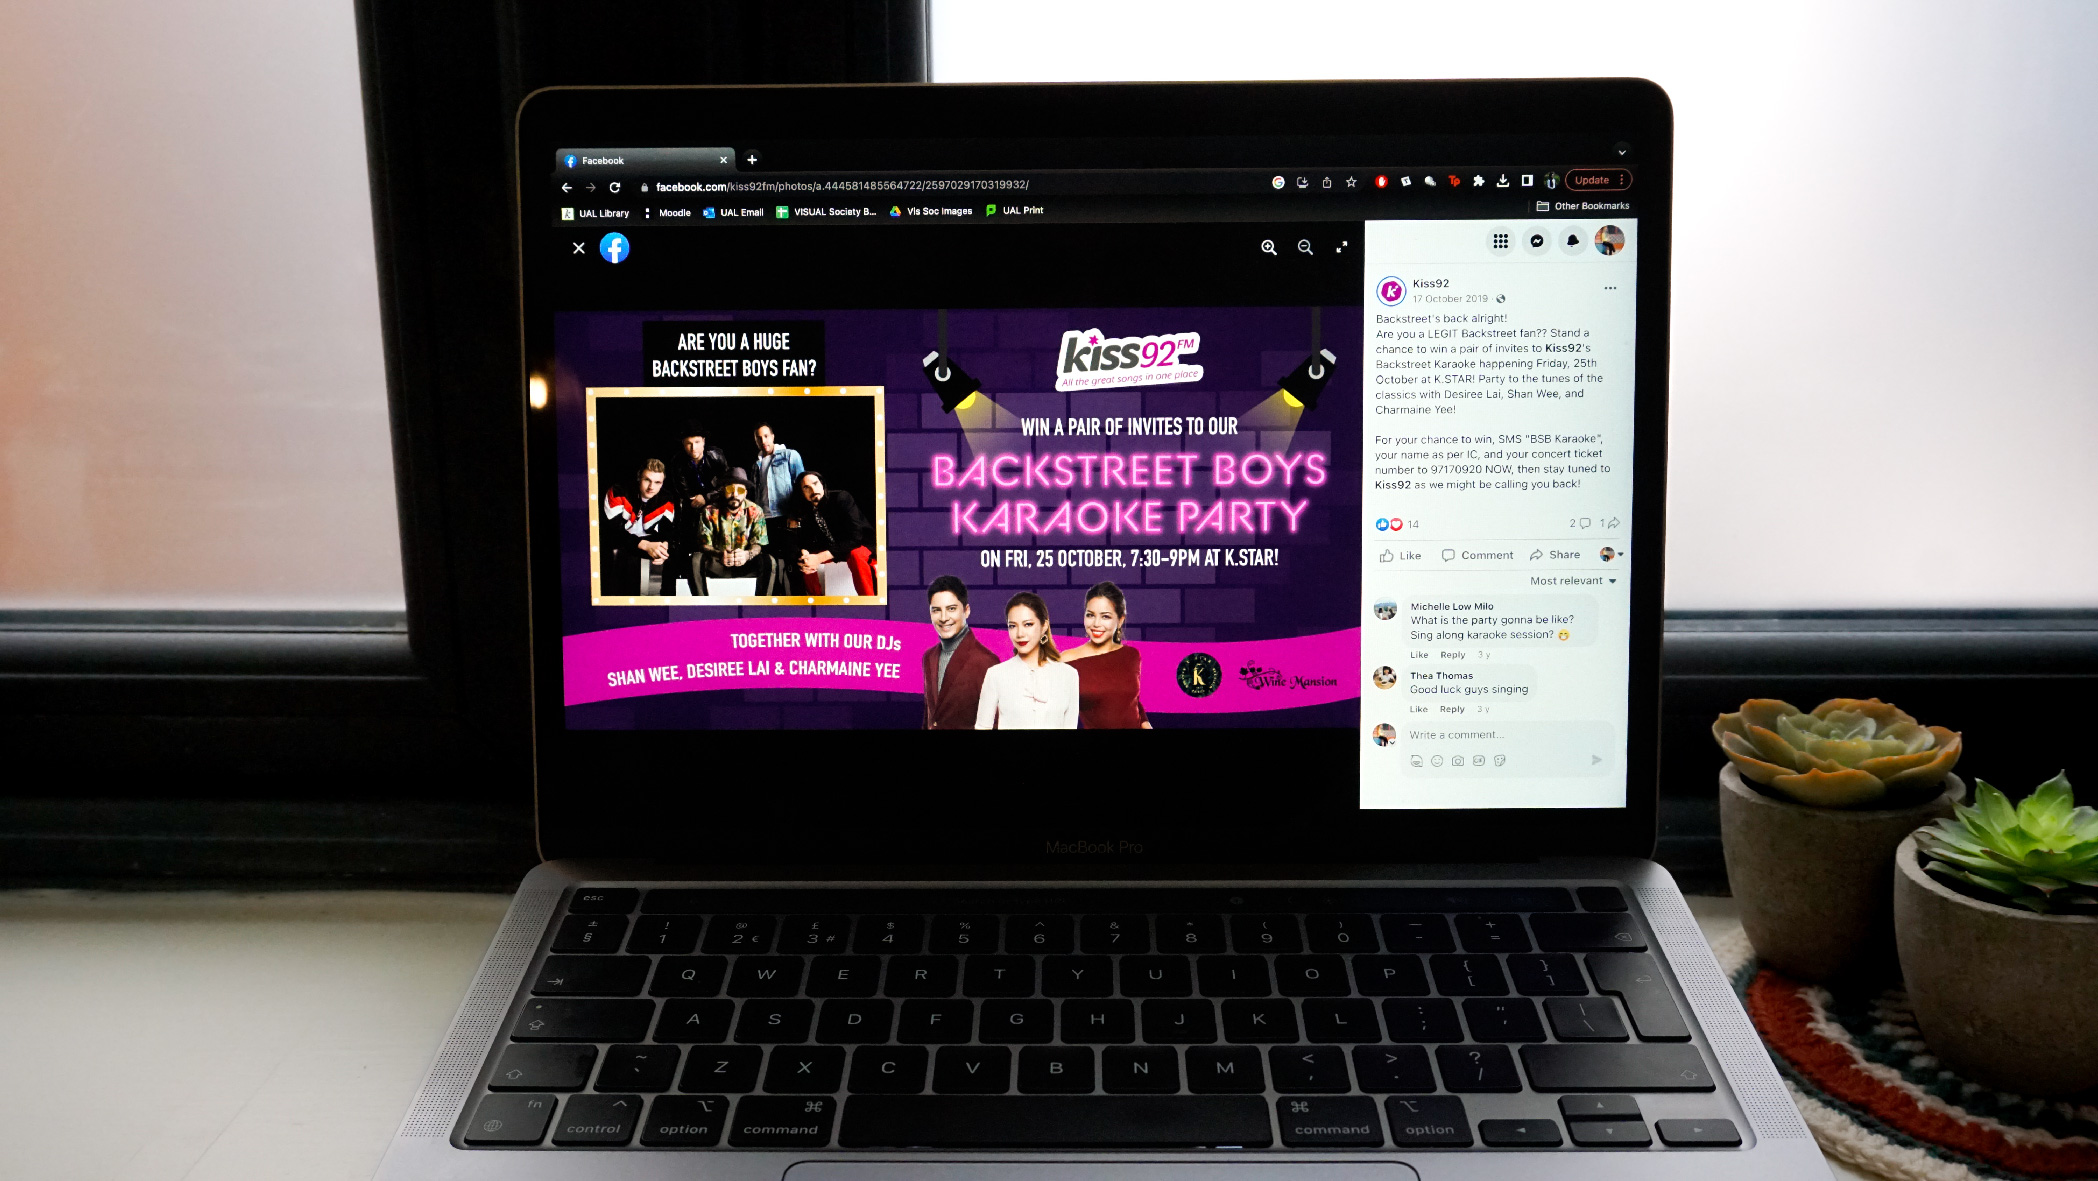 Facebook
facebook.com/kiss92fm/photos/a.444581485564722/2597029170319932/
Update
UAL Library
Moodle
UAL Email
VISUAL Society B...
Vis Soc Images
UAL Print
Other Bookmarks
ARE YOU A HUGE
BACKSTREET BOYS FAN?
kiss92FM
All the great songs in one place
WIN A PAIR OF INVITES TO OUR
BACKSTREET BOYS
KARAOKE PARTY
ON FRI, 25 OCTOBER, 7:30-9PM AT K.STAR!
TOGETHER WITH OUR DJs
SHAN WEE, DESIREE LAI & CHARMAINE YEE
K
Wine Mansion
Kiss92
17 October 2019
Backstreet's back alright!
Are you a LEGIT Backstreet fan?? Stand a
chance to win a pair of invites to Kiss92's
Backstreet Karaoke happening Friday, 25th
October at K.STAR! Party to the tunes of the
classics with Desiree Lai, Shan Wee, and
Charmaine Yee!
For your chance to win, SMS "BSB Karaoke",
your name as per IC, and your concert ticket
number to 97170920 NOW, then stay tuned to
Kiss92 as we might be calling you back!
14
2
1
Like
Comment
Share
Most relevant
Michelle Low Milo
What is the party gonna be like?
Sing along karaoke session? 😁
Like Reply 3 y
Thea Thomas
Good luck guys singing
Like Reply 3 y
Write a comment...
MacBook Pro
esc
± § ! 1 @ 2 € £ 3 # $ 4 % 5 ^ 6 & 7 * 8 ( 9 ) 0 _ - + =
Q W E R T Y U I O P { [ } ]
A S D F G H J K L : ; " ' | \
~ ` Z X C V B N M < , > . ? /
fn control option command command option